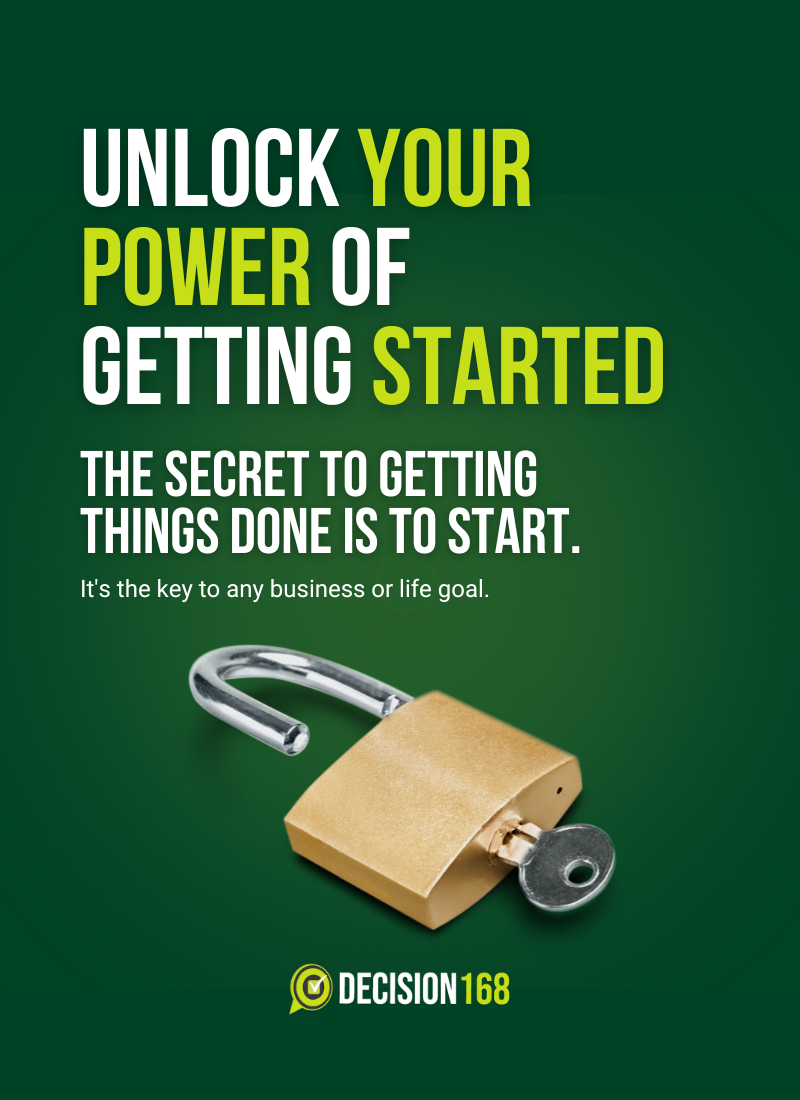 UNLOCK YOUR
POWER OF
GETTING STARTED
THE SECRET TO GETTING
THINGS DONE IS TO START.
It's the key to any business or life goal.
DECISION168